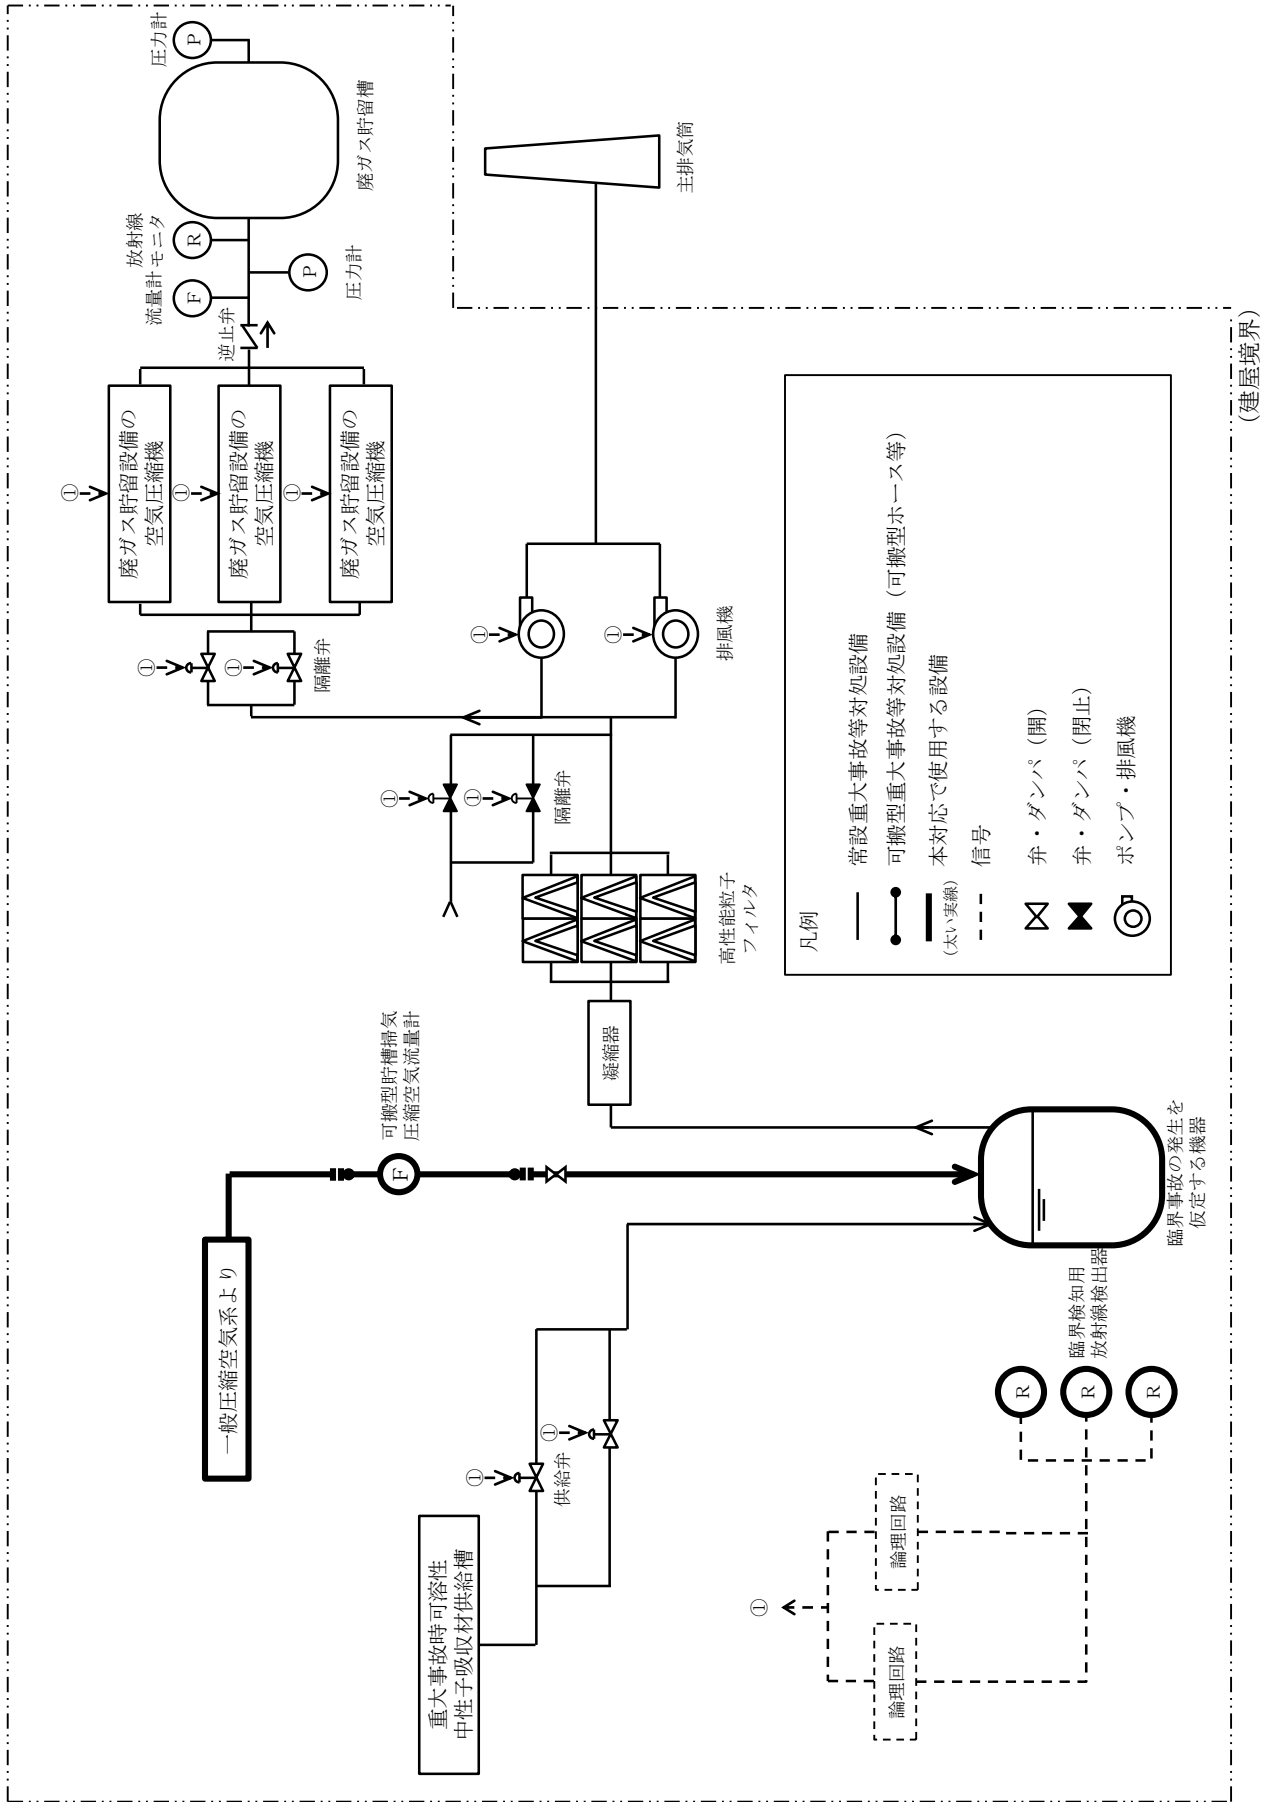 重大事故時可溶性
中性子吸収材供給槽
①
供給弁
①
一般圧縮空気系より
可搬型貯槽掃気
圧縮空気流量計
F
①
論理回路
論理回路
臨界検知用
放射線検出器
R
R
R
臨界事故の発生を
仮定する機器
凝縮器
高性能粒子
フィルタ
①
①
隔離弁
①
①
隔離弁
①
①
排風機
①
廃ガス貯留設備の
空気圧縮機
①
廃ガス貯留設備の
空気圧縮機
①
廃ガス貯留設備の
空気圧縮機
逆止弁
流量計
F
放射線
モニタ
R
P
圧力計
廃ガス貯留槽
圧力計
P
主排気筒
凡例
常設重大事故等対処設備
可搬型重大事故等対処設備（可搬型ホース等）
本対応で使用する設備
(太い実線)
信号
弁・ダンパ（開）
弁・ダンパ（閉止）
ポンプ・排風機
(建屋境界)